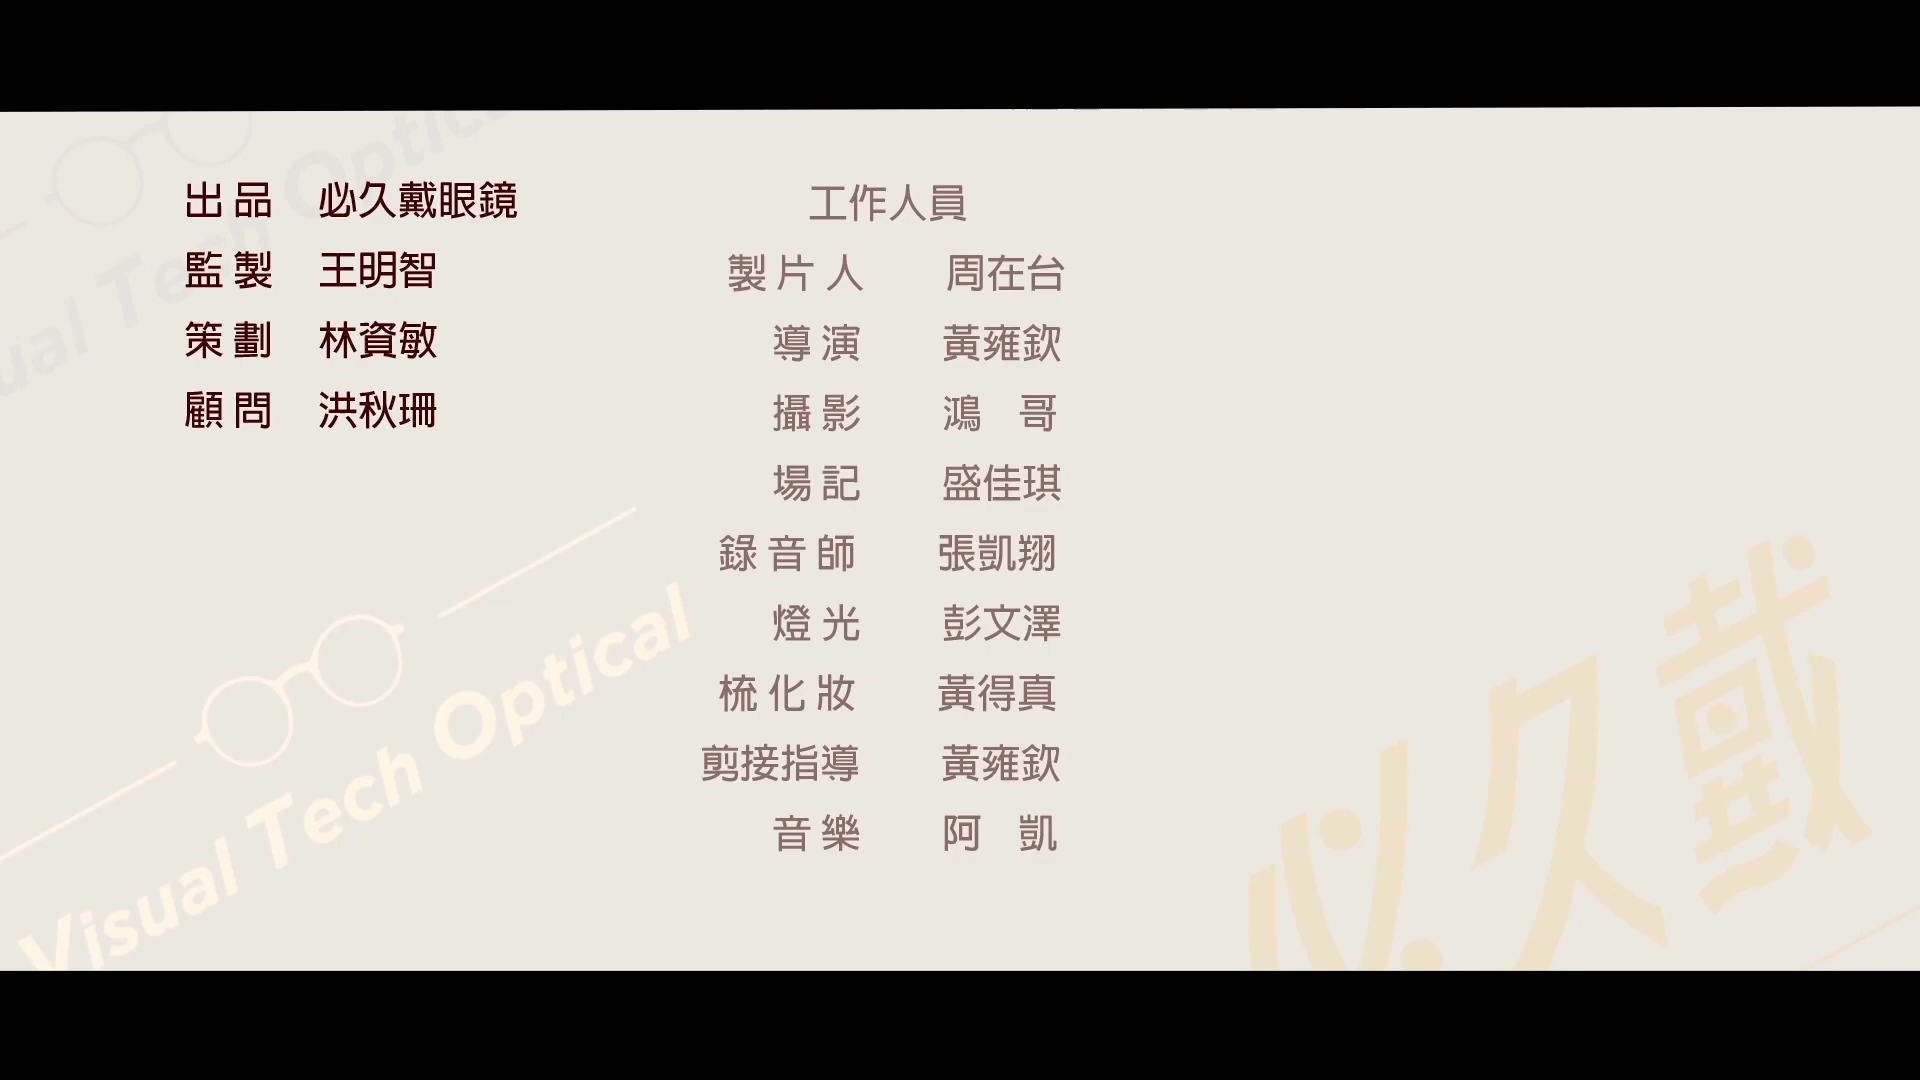 出品 必久戴眼鏡
監製 王明智
策劃 林資敏
顧問 洪秋珊
工作人員
製片人 周在台
導演 黃雍欽
攝影 鴻 哥
場記 盛佳琪
錄音師 張凱翔
燈光 彭文澤
梳化妝 黃得真
剪接指導 黃雍欽
音樂 阿 凱
Visual Tech Optical
Visual Tech Optical
必久戴